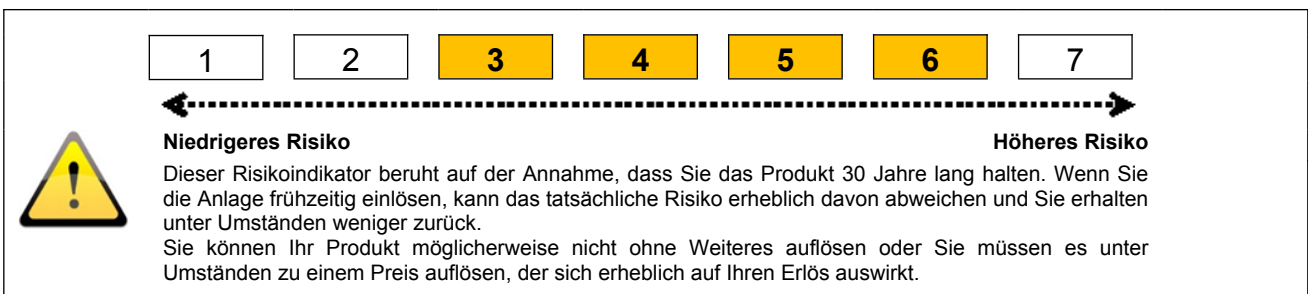 1 2 3 4 5 6 7
Niedrigeres Risiko Höheres Risiko
Dieser Risikoindikator beruht auf der Annahme, dass Sie das Produkt 30 Jahre lang halten. Wenn Sie
die Anlage frühzeitig einlösen, kann das tatsächliche Risiko erheblich davon abweichen und Sie erhalten
unter Umständen weniger zurück.
Sie können Ihr Produkt möglicherweise nicht ohne Weiteres auflösen oder Sie müssen es unter
Umständen zu einem Preis auflösen, der sich erheblich auf Ihren Erlös auswirkt.